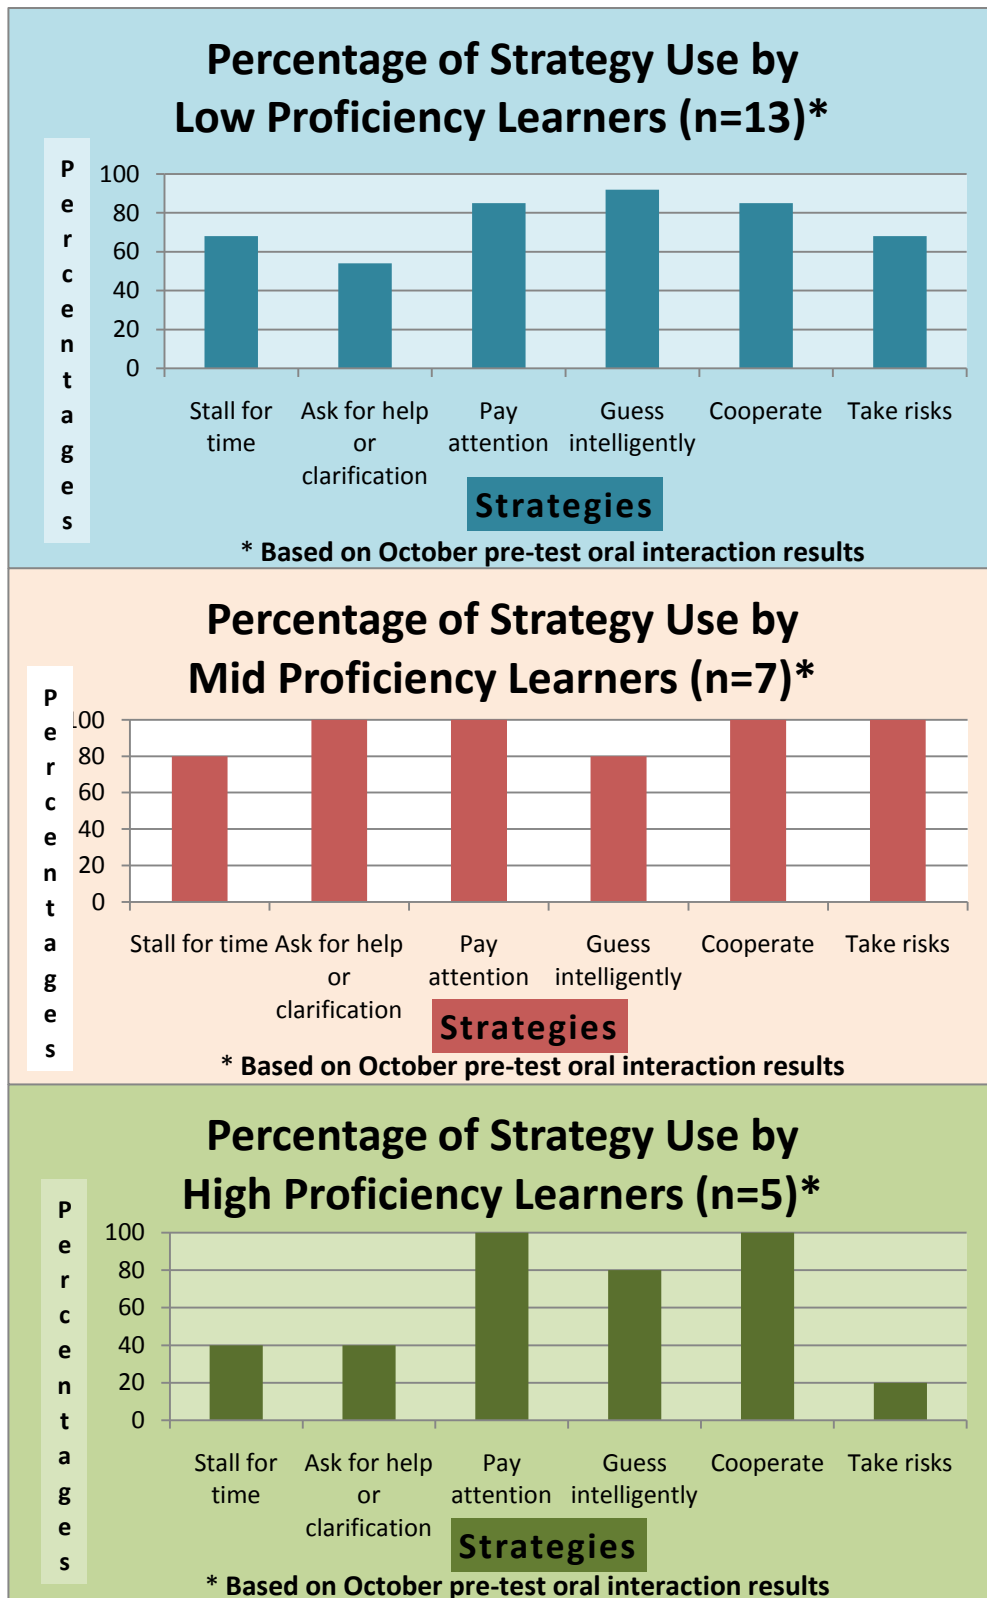 Percentage of Strategy Use by
Low Proficiency Learners (n=13)*
Percentages
100
80
60
40
20
0
Stall for time
Ask for help or clarification
Pay attention
Guess intelligently
Cooperate
Take risks
Strategies
* Based on October pre-test oral interaction results
Percentage of Strategy Use by
Mid Proficiency Learners (n=7)*
Percentages
100
80
60
40
20
0
Stall for time
Ask for help or clarification
Pay attention
Guess intelligently
Cooperate
Take risks
Strategies
* Based on October pre-test oral interaction results
Percentage of Strategy Use by
High Proficiency Learners (n=5)*
Percentages
100
80
60
40
20
0
Stall for time
Ask for help or clarification
Pay attention
Guess intelligently
Cooperate
Take risks
Strategies
* Based on October pre-test oral interaction results